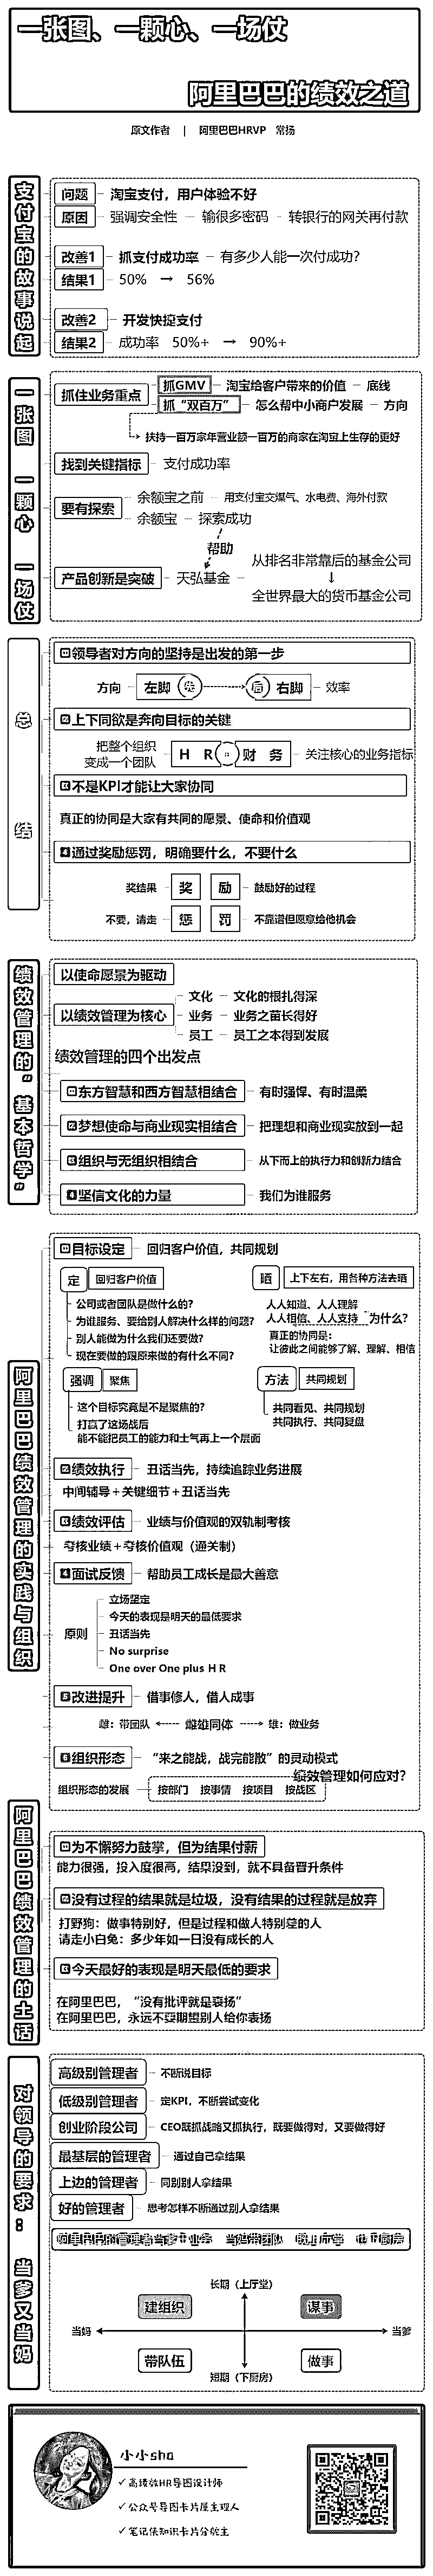 一张图、一颗心、一场仗
阿里巴巴的绩效之道
原文作者 | 阿里巴巴HRVP 常扬
支付宝的故事说起
问题 淘宝支付，用户体验不好
原因 强调安全性 输很多密码 转银行的网关再付款
改善1 抓支付成功率 有多少人能一次付成功？
结果1 50% → 56%
改善2 开发快捷支付
结果2 成功率 50%+ → 90%+
一张图 一颗心 一场仗
抓住业务重点
抓GMV 淘宝给客户带来的价值 底线
抓“双百万” 怎么帮中小商户发展 方向
扶持一百万家年营业额一百万的商家在淘宝上生存的更好
找到关键指标 支付成功率
要有探索
余额宝之前 用支付宝交煤气、水电费、海外付款
余额宝 探索成功
帮助
产品创新是突破 天弘基金
从排名非常靠后的基金公司
↓
全世界最大的货币基金公司
总结
1 领导者对方向的坚持是出发的第一步
方向 左脚 先 后 右脚 效率
2 上下同欲是奔向目标的关键
把整个组织变成一个团队 HR 财务 关注核心的业务指标
3 不是KPI才能让大家协同
真正的协同是大家有共同的愿景、使命和价值观
4 通过奖励惩罚，明确要什么，不要什么
奖结果 奖 励 鼓励好的过程
不要，请走 惩 罚 不靠谱但愿意给他机会
绩效管理的“基本哲学”
以使命愿景为驱动
以绩效管理为核心
文化 文化的根扎得深
业务 业务之苗长得好
员工 员工之本得到发展
绩效管理的四个出发点
1 东方智慧和西方智慧相结合 有时强悍、有时温柔
2 梦想使命与商业现实相结合 把理想和商业现实放到一起
3 组织与无组织相结合 从下而上的执行力和创新力结合
4 坚信文化的力量 我们为谁服务
阿里巴巴绩效管理的实践与组织
1 目标设定 回归客户价值，共同规划
定 回归客户价值
公司或者团队是做什么的？
为谁服务、要给别人解决什么样的问题？
别人能做为什么我们还要做？
现在要做的跟原来做的有什么不同？
晒 上下左右，用各种方法去晒
人人知道、人人理解
人人相信、人人支持 为什么？
真正的协同是：
让彼此之间能够了解、理解、相信
强调 聚焦
这个目标究竟是不是聚焦的？
打赢了这场战后
能不能把员工的能力和士气再上一个层面
方法 共同规划
共同看见、共同规划
共同执行、共同复盘
2 绩效执行 丑话当先，持续追踪业务进展
中间辅导+关键细节+丑话当先
3 绩效评估 业绩与价值观的双轨制考核
考核业绩+考核价值观（通关制）
4 面试反馈 帮助员工成长是最大善意
原则
立场坚定
今天的表现是明天的最低要求
丑话当先
No surprise
One over One plus HR
5 改进提升 借事修人，借人成事
雌：带团队 雌雄同体 雄：做业务
6 组织形态 “来之能战，战完能散”的灵动模式
绩效管理如何应对？
组织形态的发展 按部门 按事情 按项目 按战区
阿里巴巴绩效管理的土话
1 为不懈努力鼓掌，但为结果付薪
能力很强，投入度很高，结果没到，就不具备晋升条件
2 没有过程的结果就是垃圾，没有结果的过程就是放弃
打野狗：做事特别好，但是过程和做人特别差的人
请走小白兔：多少年如一日没有成长的人
3 今天最好的表现是明天最低的要求
在阿里巴巴，“没有批评就是褒扬”
在阿里巴巴，永远不要期望别人给你表扬
对领导的要求：当爹又当妈
高级别管理者 不断说目标
低级别管理者 定KPI，不断尝试变化
创业阶段公司 CEO既抓战略又抓执行，既要做得对，又要做得好
最基层的管理者 通过自己拿结果
上边的管理者 同别别人拿结果
好的管理者 思考怎样不断通过别人拿结果
阿里巴巴的管理者当爹做业务 当妈带团队 既上厅堂 也下厨房
长期（上厅堂）
建组织 谋事
当妈 当爹
带队伍 做事
短期（下厨房）
小小sha
✓高绩效HR导图设计师
✓公众号导图卡片屋主理人
✓笔记侠知识卡片分舵主